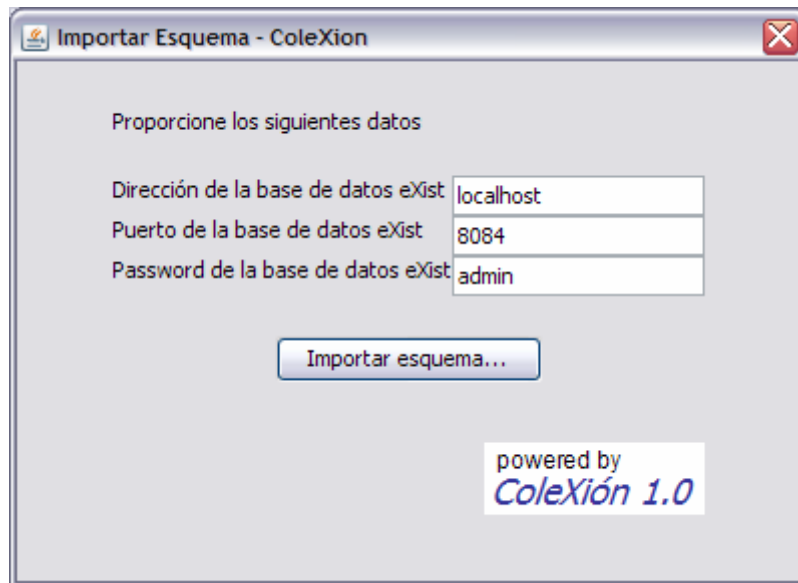 Importar Esquema - ColeXion
Proporcione los siguientes datos
Dirección de la base de datos eXist localhost
Puerto de la base de datos eXist 8084
Password de la base de datos eXist admin
Importar esquema...
powered by
ColeXión 1.0